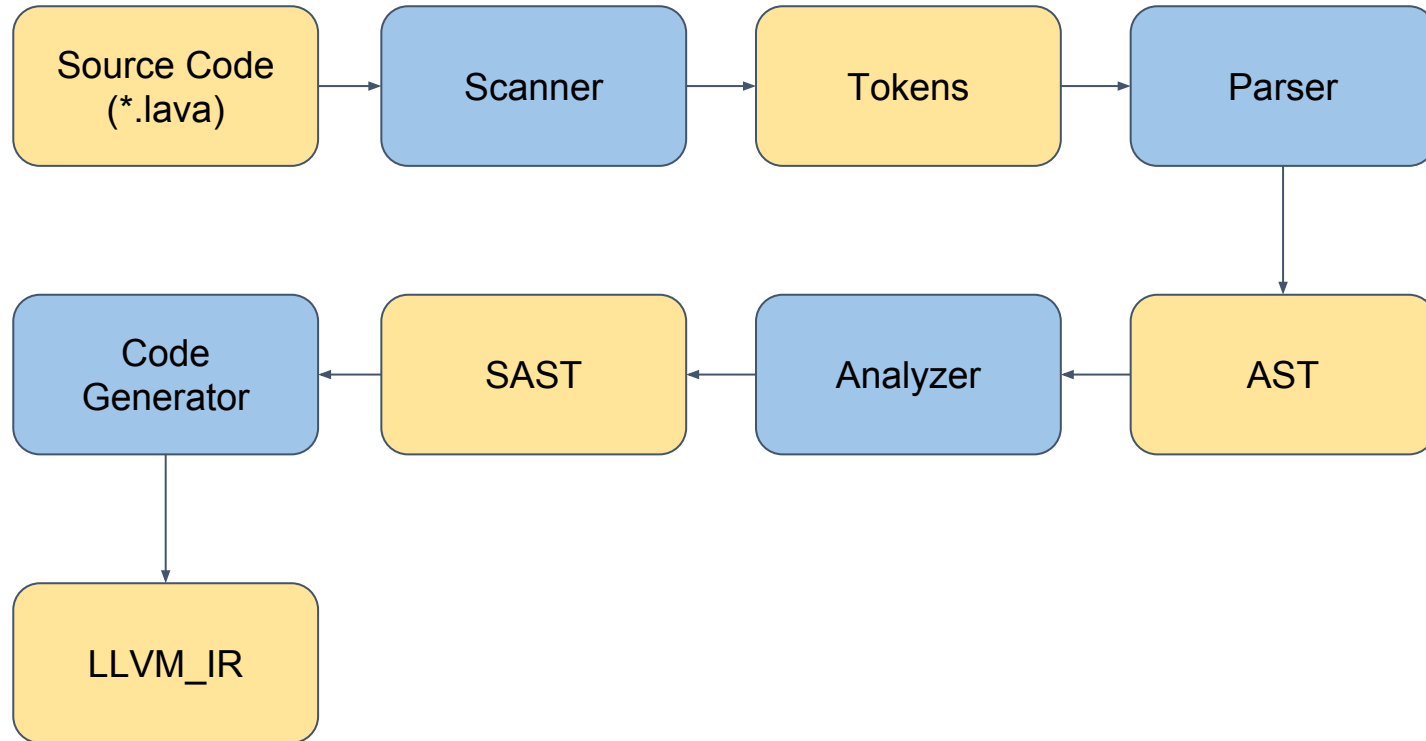 Source Code
(*.lava)
Scanner
Tokens
Parser
Code
Generator
SAST
Analyzer
AST
LLVM_IR